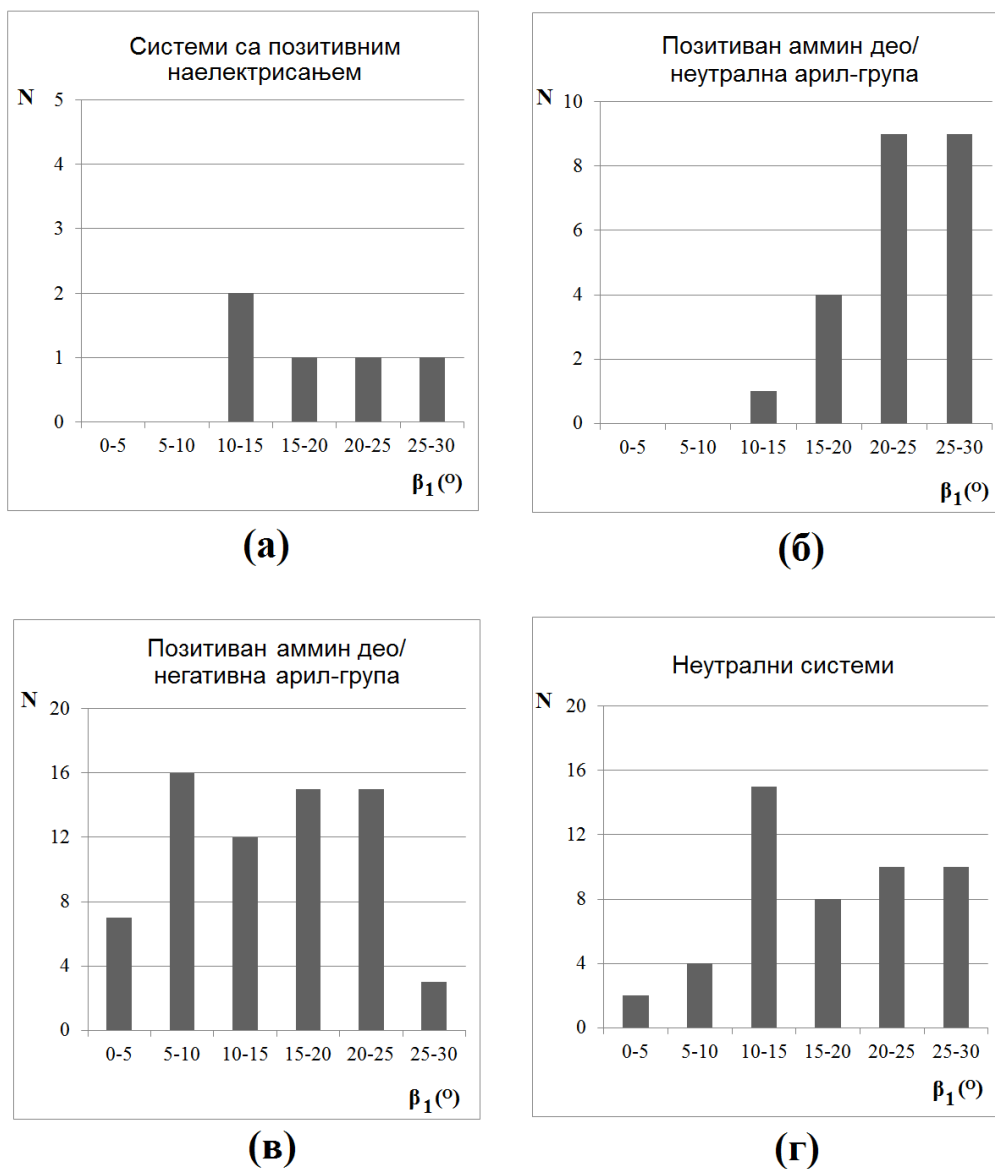 Системи са позитивним
наелектрисањем
N
5
4
3
2
1
0
0-5 5-10 10-15 15-20 20-25 25-30
β1(O)
(а)
Позитиван аммин део/
неутрална арил-група
N
10
8
6
4
2
0
0-5 5-10 10-15 15-20 20-25 25-30
β1(O)
(б)
Позитиван аммин део/
негативна арил-група
N
20
16
12
8
4
0
0-5 5-10 10-15 15-20 20-25 25-30
β1(O)
(в)
Неутрални системи
N
20
16
12
8
4
0
0-5 5-10 10-15 15-20 20-25 25-30
β1(O)
(г)